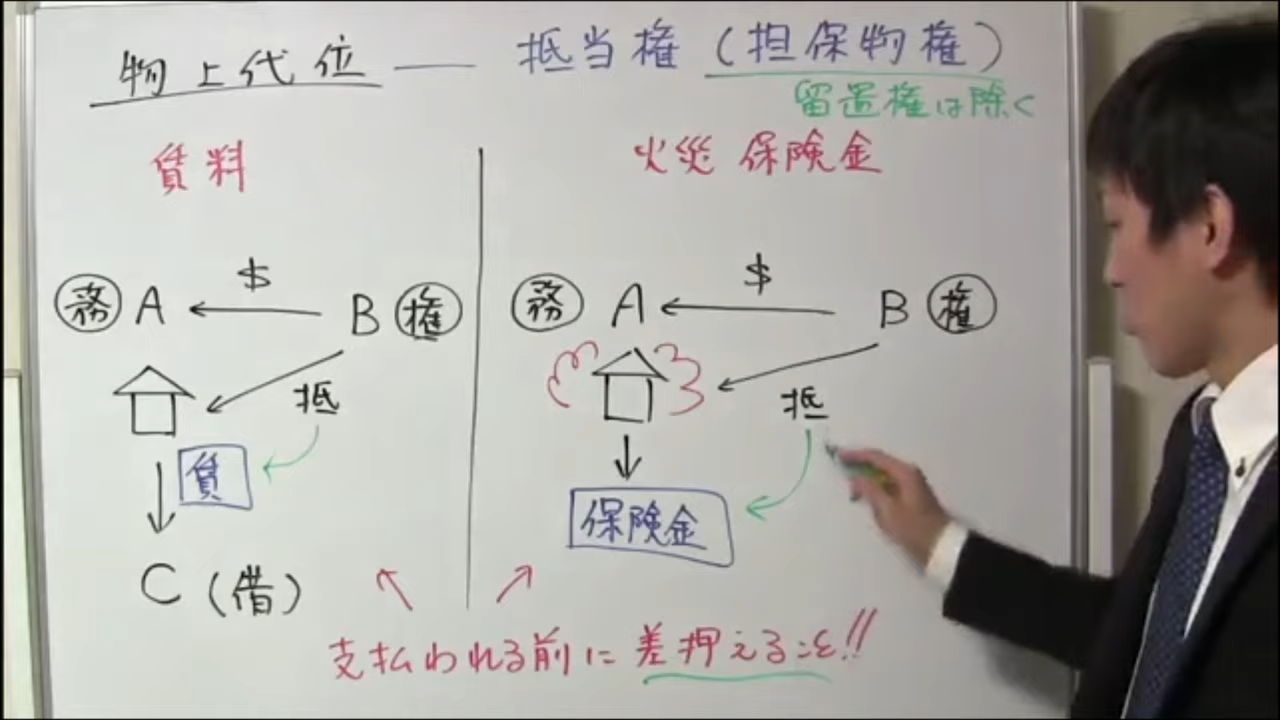 物上代位 — 抵当権(担保物権)
留置権は除く
賃料
務 A ← $ B 権
抵
賃
C(借)
火災保険金
務 A ← $ B 権
抵
保険金
支払われる前に差押えること!!